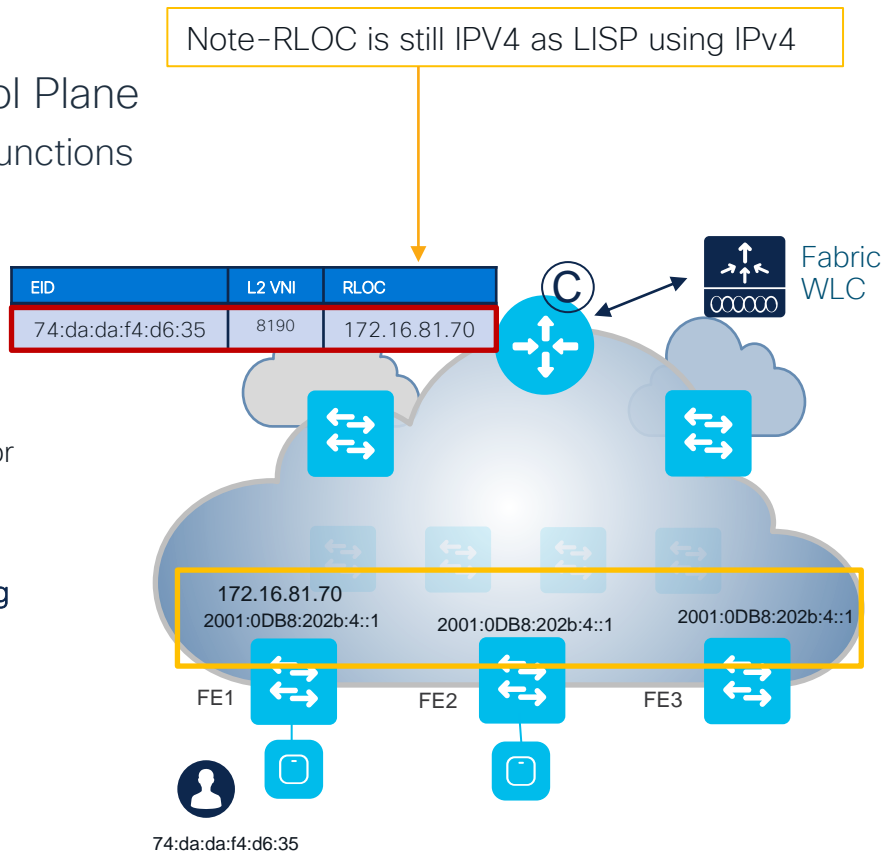 Note-RLOC is still IPV4 as LISP using IPv4
Plane
unctions
Fabric
WLC
C
EID L2 VNI RLOC
74:da:da:f4:d6:35 8190 172.16.81.70
or
g
172.16.81.70
2001:0DB8:202b:4::1
2001:0DB8:202b:4::1
2001:0DB8:202b:4::1
FE1
FE2
FE3
74:da:da:f4:d6:35